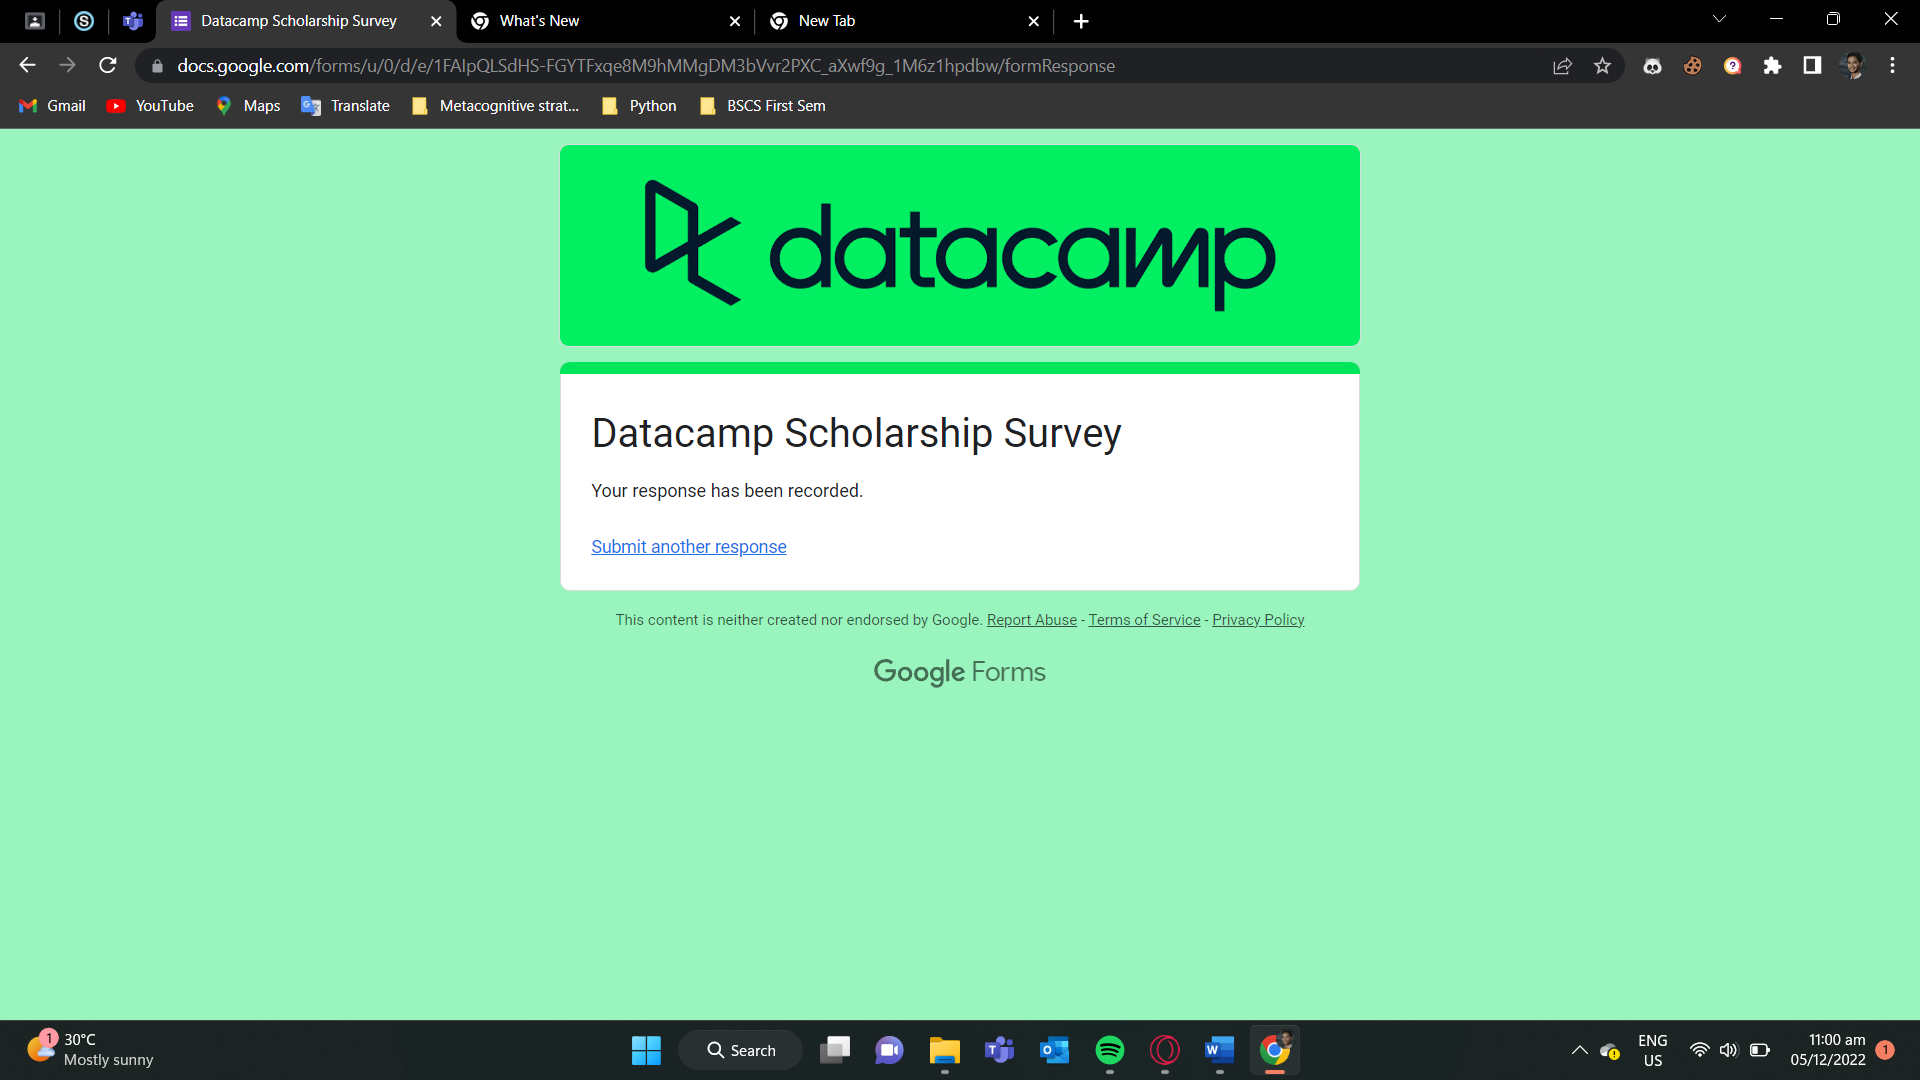 Datacamp Scholarship Survey
What's New
New Tab
docs.google.com/forms/u/0/d/e/1FAIpQLSdHS-FGYTFxqe8M9hMMgDM3bVvr2PXC_aXwf9g_1M6z1hpdbw/formResponse
Gmail
YouTube
Maps
Translate
Metacognitive strat...
Python
BSCS First Sem
datacamp
Datacamp Scholarship Survey
Your response has been recorded.
Submit another response
This content is neither created nor endorsed by Google. Report Abuse - Terms of Service - Privacy Policy
Google Forms
1
30°C
Mostly sunny
Search
ENG
US
11:00 am
05/12/2022
1